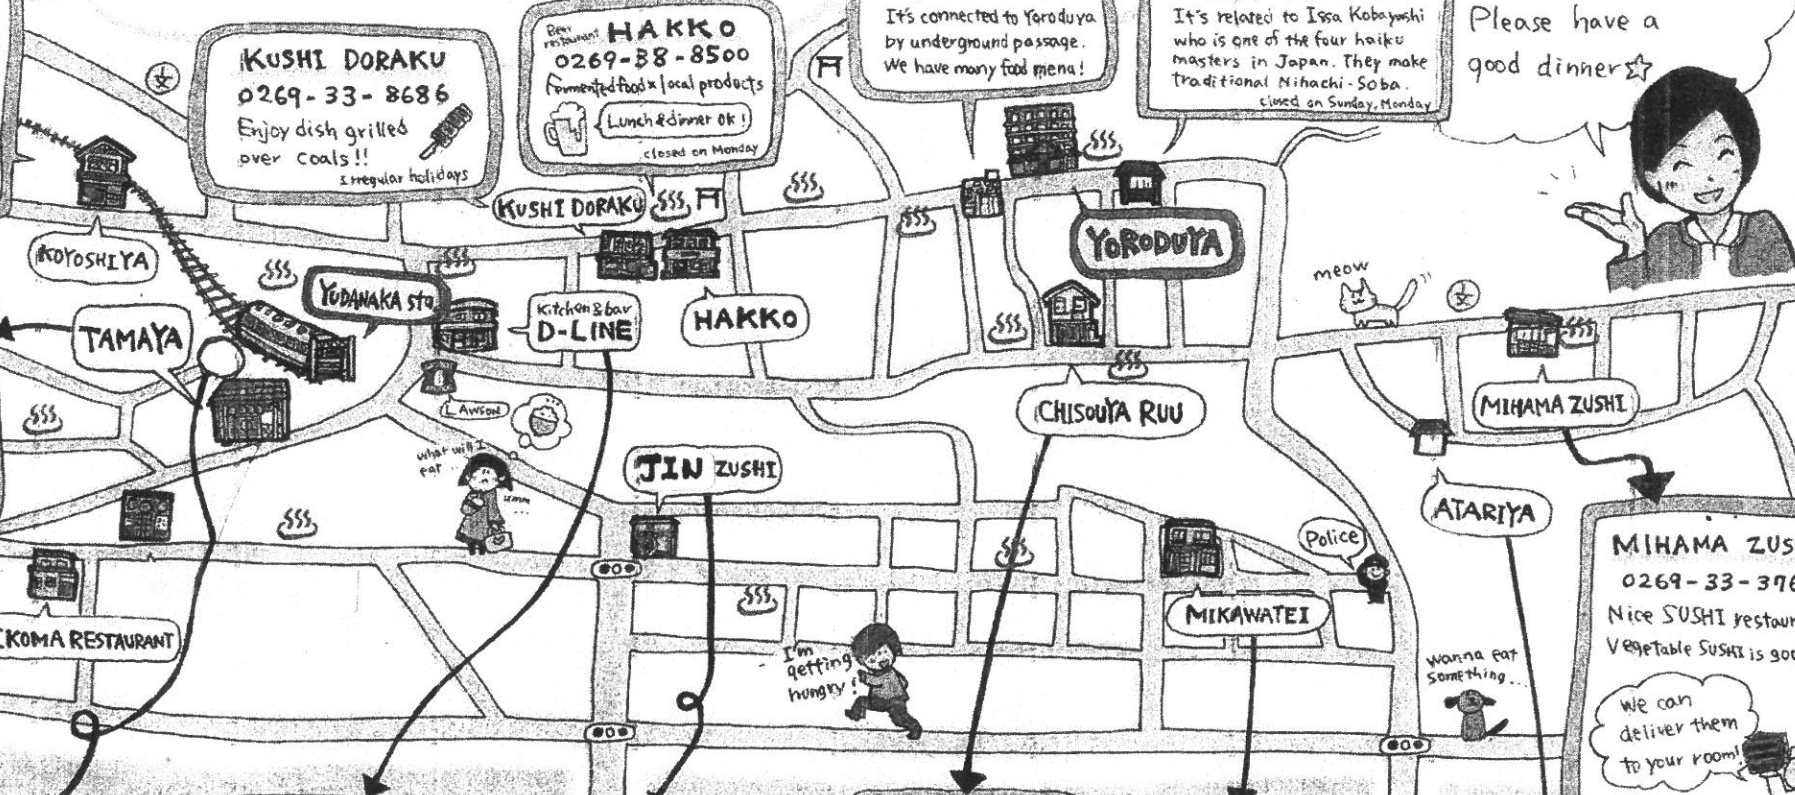 KUSHI DORAKU
0269-33-8686
Enjoy dish grilled
over coals!!
Irregular holidays
Beer
restaurant HAKKO
0269-38-8500
Fermented food x local products
Lunch & dinner OK!
closed on Monday
It's connected to Yoroduya
by underground passage.
We have many food menu!
It's related to Issa Kobayashi
who is one of the four haiku
masters in Japan. They make
traditional Nihachi-Soba.
closed on Sunday, Monday
Please have a
good dinner☆
文
KOYOSHIYA
YUDANAKA sta
TAMAYA
KUSHI DORAKU
HAKKO
Kitchen & bar
D-LINE
LAWSON
what will I
eat...
umm
...
YORODUYA
CHISOUYA RUU
meow
文
MIHAMA ZUSHI
ATARIYA
JIN ZUSHI
Police
MIKAWATEI
KOMA RESTAURANT
I'm
getting
hungry!
wanna eat
something...
MIHAMA ZUS
0269-33-376
Nice SUSHI restaur
Vegetable SUSHI is goo
We can
deliver them
to your room!